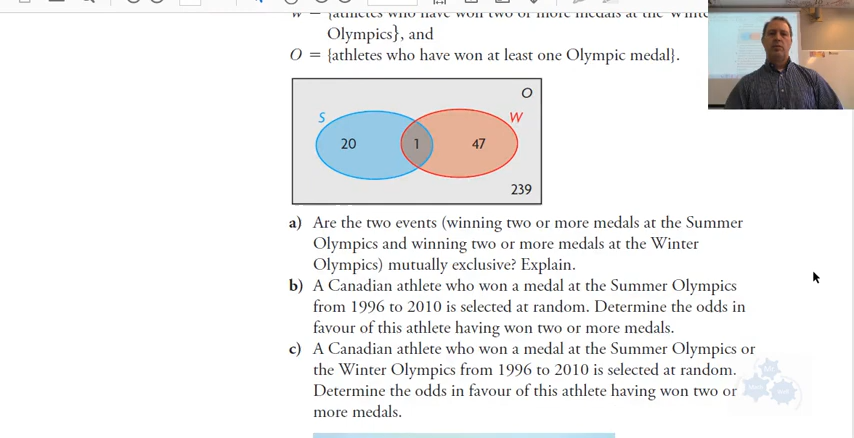 Olympics}, and
O = {athletes who have won at least one Olympic medal}.
O
S
W
20
1
47
239
a) Are the two events (winning two or more medals at the Summer
Olympics and winning two or more medals at the Winter
Olympics) mutually exclusive? Explain.
b) A Canadian athlete who won a medal at the Summer Olympics
from 1996 to 2010 is selected at random. Determine the odds in
favour of this athlete having won two or more medals.
c) A Canadian athlete who won a medal at the Summer Olympics or
the Winter Olympics from 1996 to 2010 is selected at random.
Determine the odds in favour of this athlete having won two or
more medals.